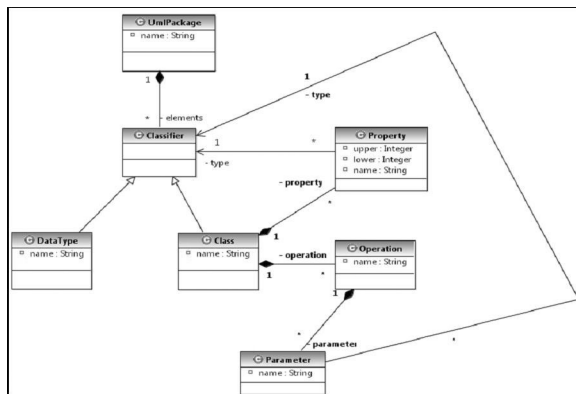 UmlPackage
name : String
1
* - elements
Classifier
1
- type
1
- type
*
Property
upper : Integer
lower : Integer
name : String
- property
*
1
DataType
name : String
Class
name : String
1
- operation
*
Operation
name : String
1
*
- parameter
*
Parameter
name : String